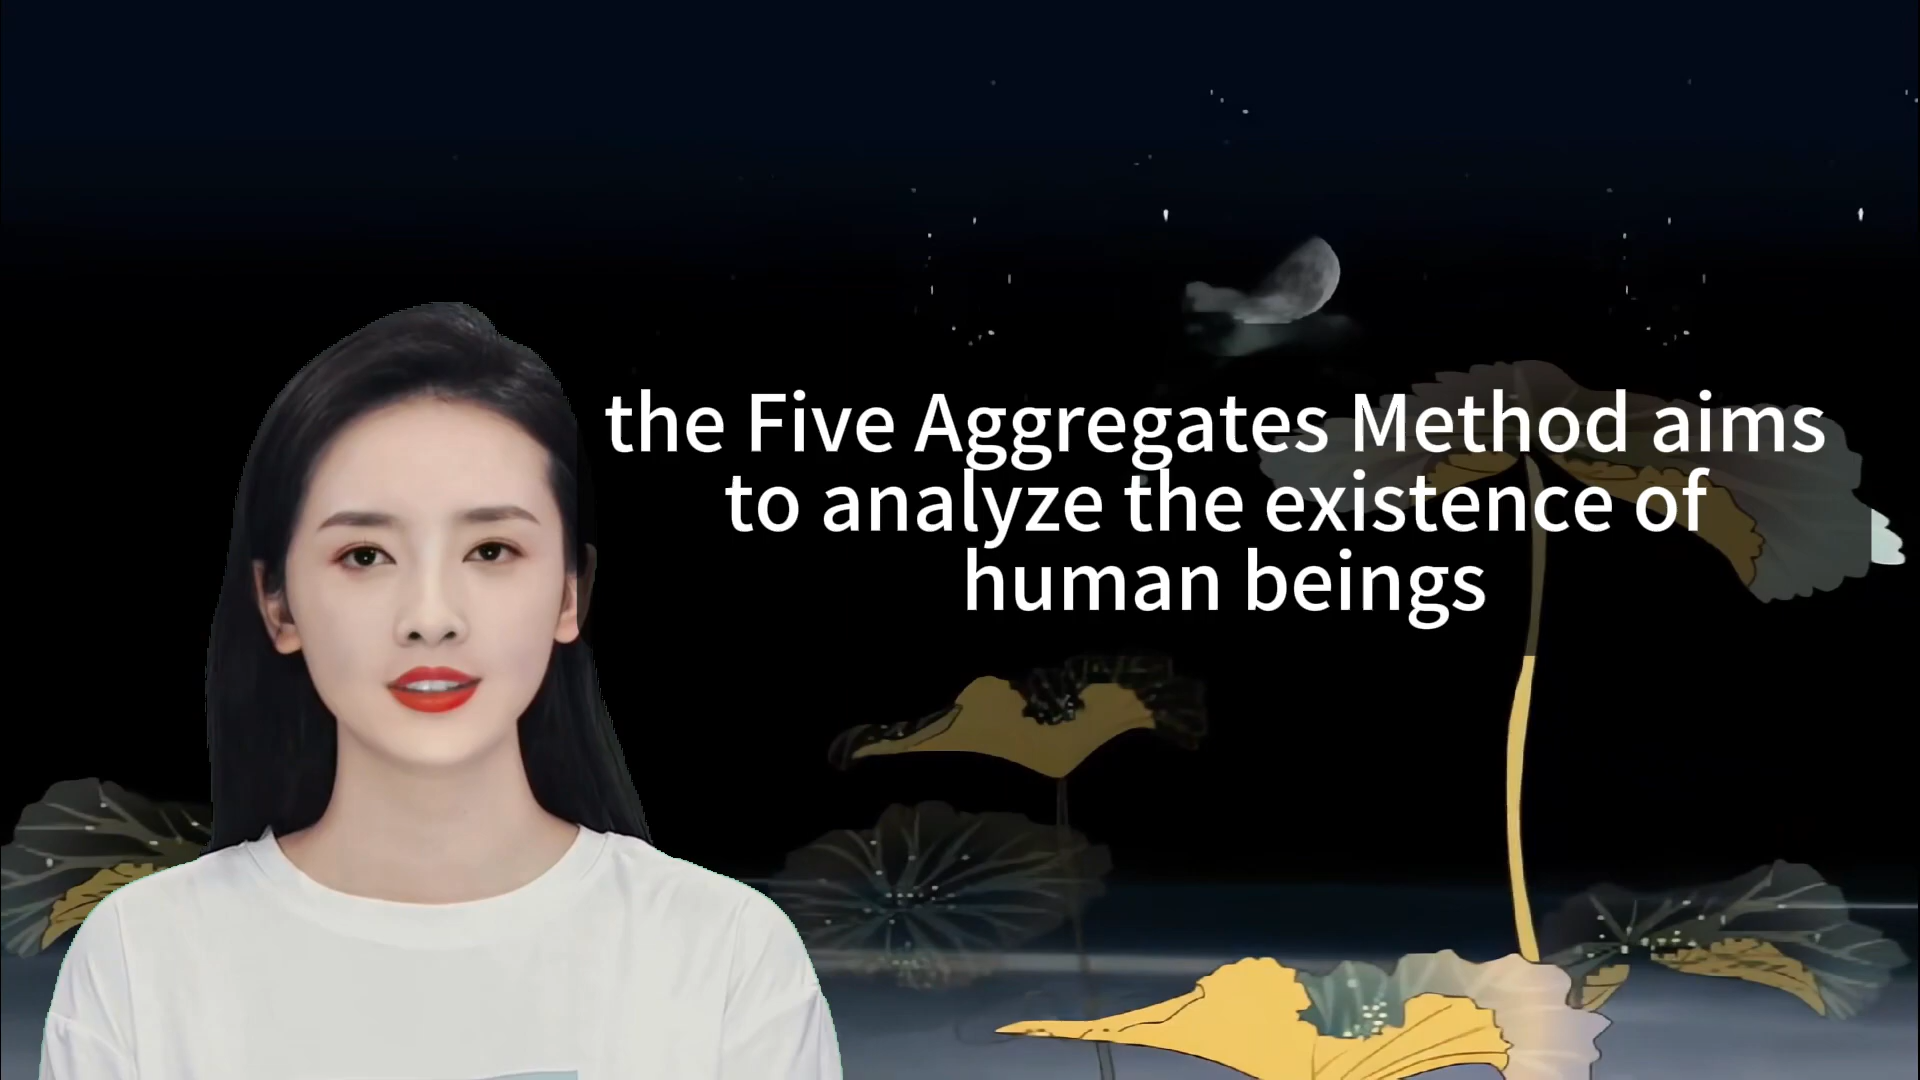 the Five Aggregates Method aims
to analyze the existence of
human beings